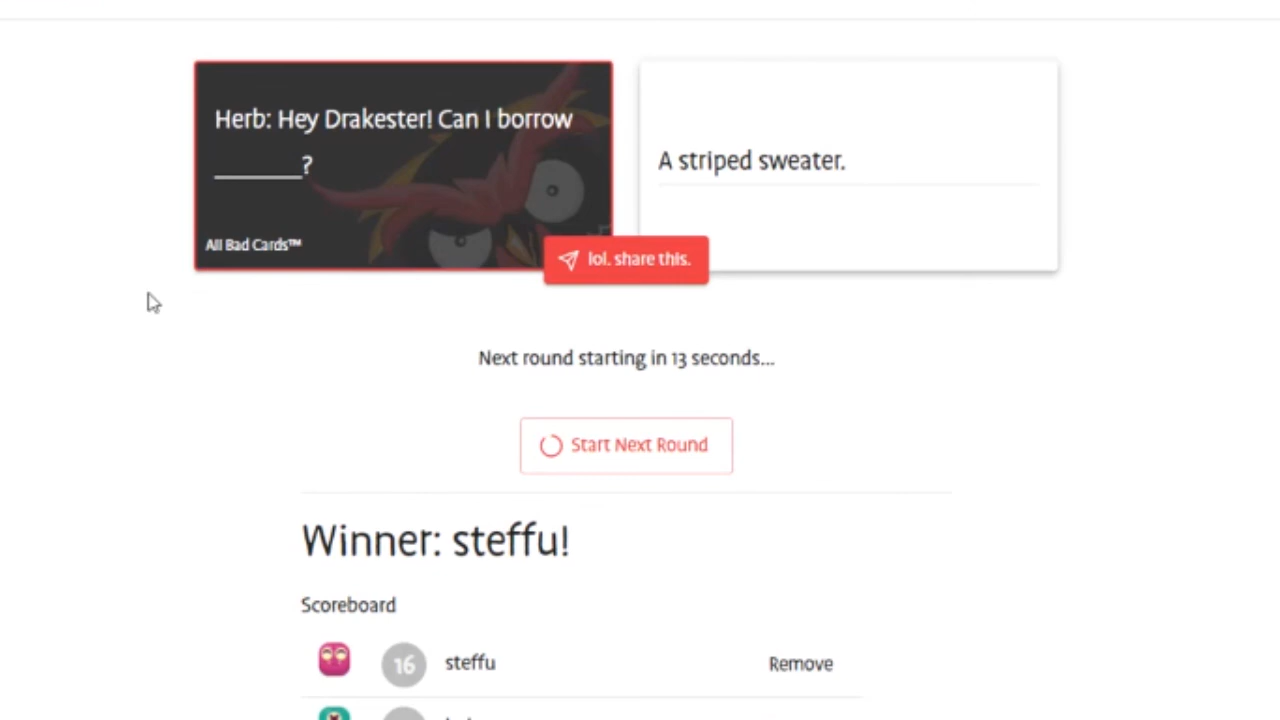 Herb: Hey Drakester! Can I borrow
________?
All Bad Cards™
A striped sweater.
lol. share this.
Next round starting in 13 seconds...
Start Next Round
Winner: steffu!
Scoreboard
16 steffu Remove